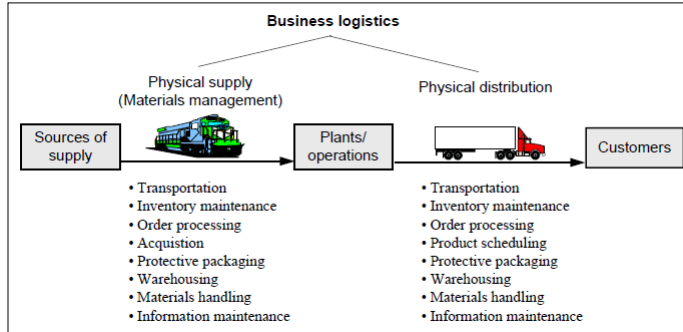 Business logistics
Physical supply
(Materials management)
Physical distribution
Sources of
supply
Plants/
operations
Customers
• Transportation
• Inventory maintenance
• Order processing
• Acquistion
• Protective packaging
• Warehousing
• Materials handling
• Information maintenance
• Transportation
• Inventory maintenance
• Order processing
• Product scheduling
• Protective packaging
• Warehousing
• Materials handling
• Information maintenance